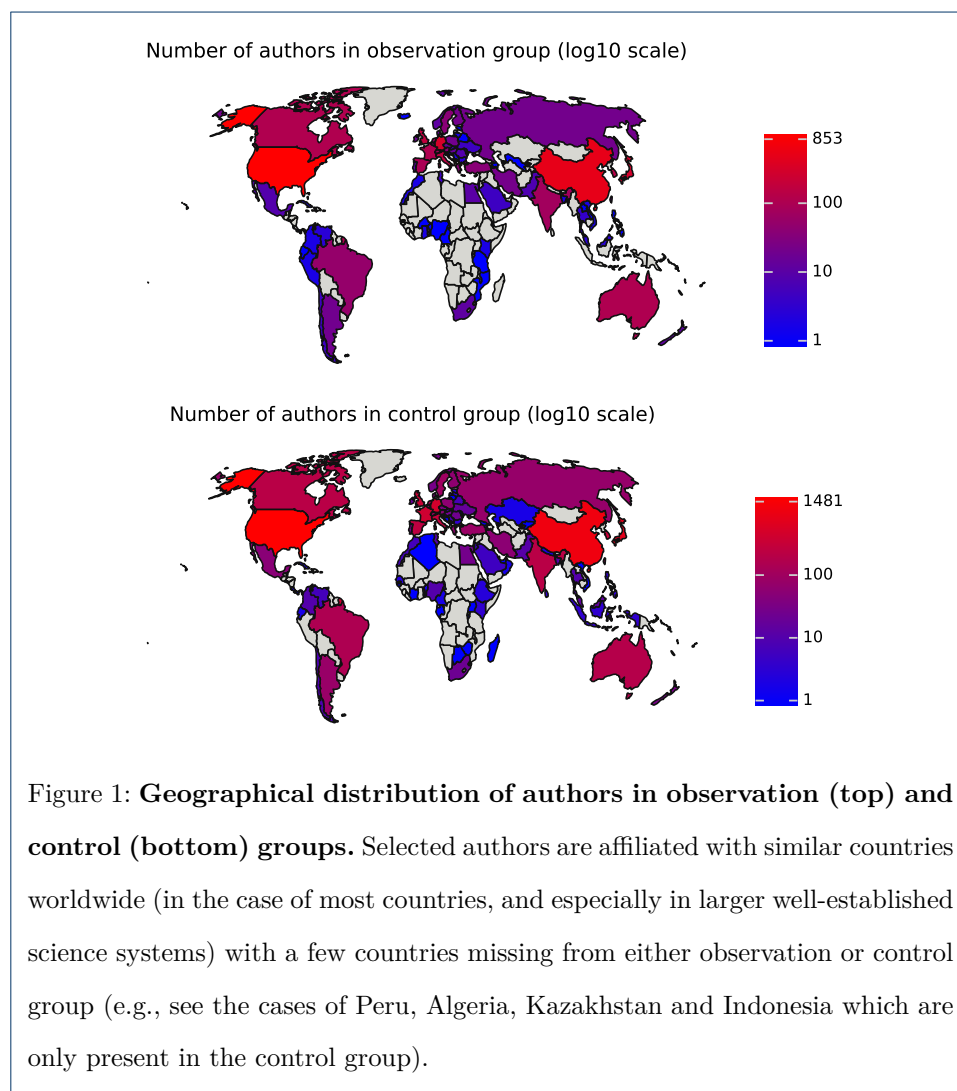 Number of authors in observation group (log10 scale)
853
100
10
1
Number of authors in control group (log10 scale)
1481
100
10
1
Figure 1: Geographical distribution of authors in observation (top) and
control (bottom) groups. Selected authors are affiliated with similar countries
worldwide (in the case of most countries, and especially in larger well-established
science systems) with a few countries missing from either observation or control
group (e.g., see the cases of Peru, Algeria, Kazakhstan and Indonesia which are
only present in the control group).